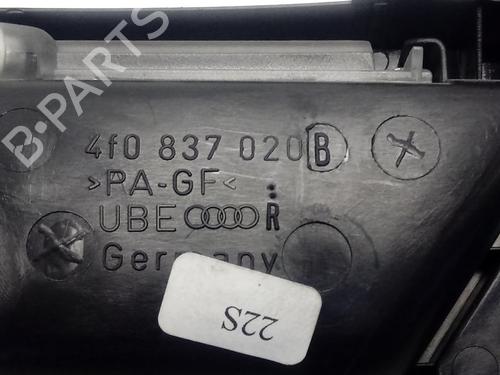 B-PARTS
4f0 837 020 B
>PA-GF<
UBE R
Germany
22S